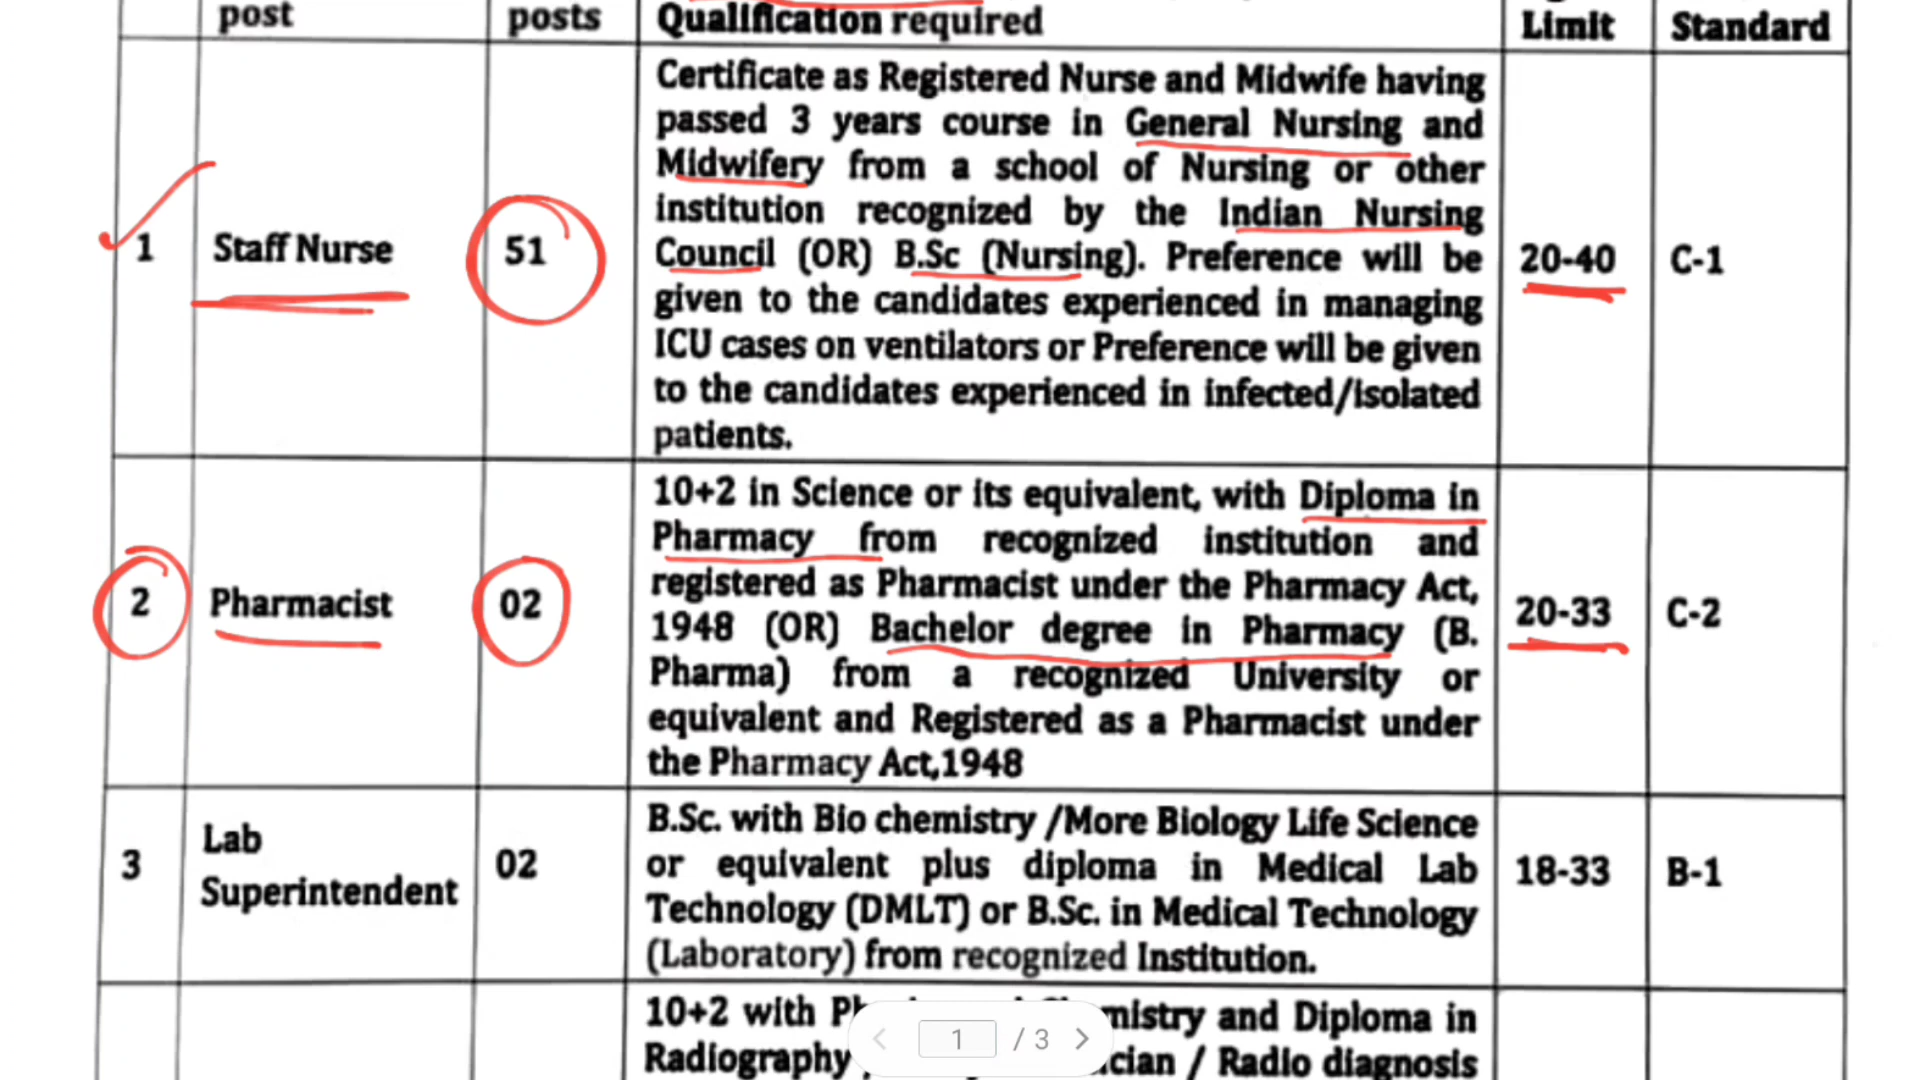 post
posts
Qualification required
Limit
Standard
1
Staff Nurse
51
Certificate as Registered Nurse and Midwife having
passed 3 years course in General Nursing and
Midwifery from a school of Nursing or other
institution recognized by the Indian Nursing
Council (OR) B.Sc (Nursing). Preference will be
given to the candidates experienced in managing
ICU cases on ventilators or Preference will be given
to the candidates experienced in infected/isolated
patients.
20-40
C-1
2
Pharmacist
02
10+2 in Science or its equivalent, with Diploma in
Pharmacy from recognized institution and
registered as Pharmacist under the Pharmacy Act,
1948 (OR) Bachelor degree in Pharmacy (B.
Pharma) from a recognized University or
equivalent and Registered as a Pharmacist under
the Pharmacy Act,1948
20-33
C-2
3
Lab
Superintendent
02
B.Sc. with Bio chemistry /More Biology Life Science
or equivalent plus diploma in Medical Lab
Technology (DMLT) or B.Sc. in Medical Technology
(Laboratory) from recognized Institution.
18-33
B-1
10+2 with and Diploma in
Radiography / Radio diagnosis
1 / 3